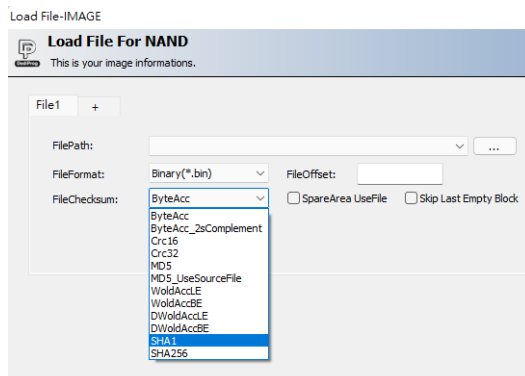 Load File-IMAGE
Load File For NAND
DediProg
This is your image informations.
File1 +
FilePath: ...
FileFormat: Binary(*.bin) FileOffset:
FileChecksum: ByteAcc SpareArea UseFile Skip Last Empty Block
ByteAcc
ByteAcc_2sComplement
Crc16
Crc32
MD5
MD5_UseSourceFile
WoldAccLE
WoldAccBE
DWoldAccLE
DWoldAccBE
SHA1
SHA256